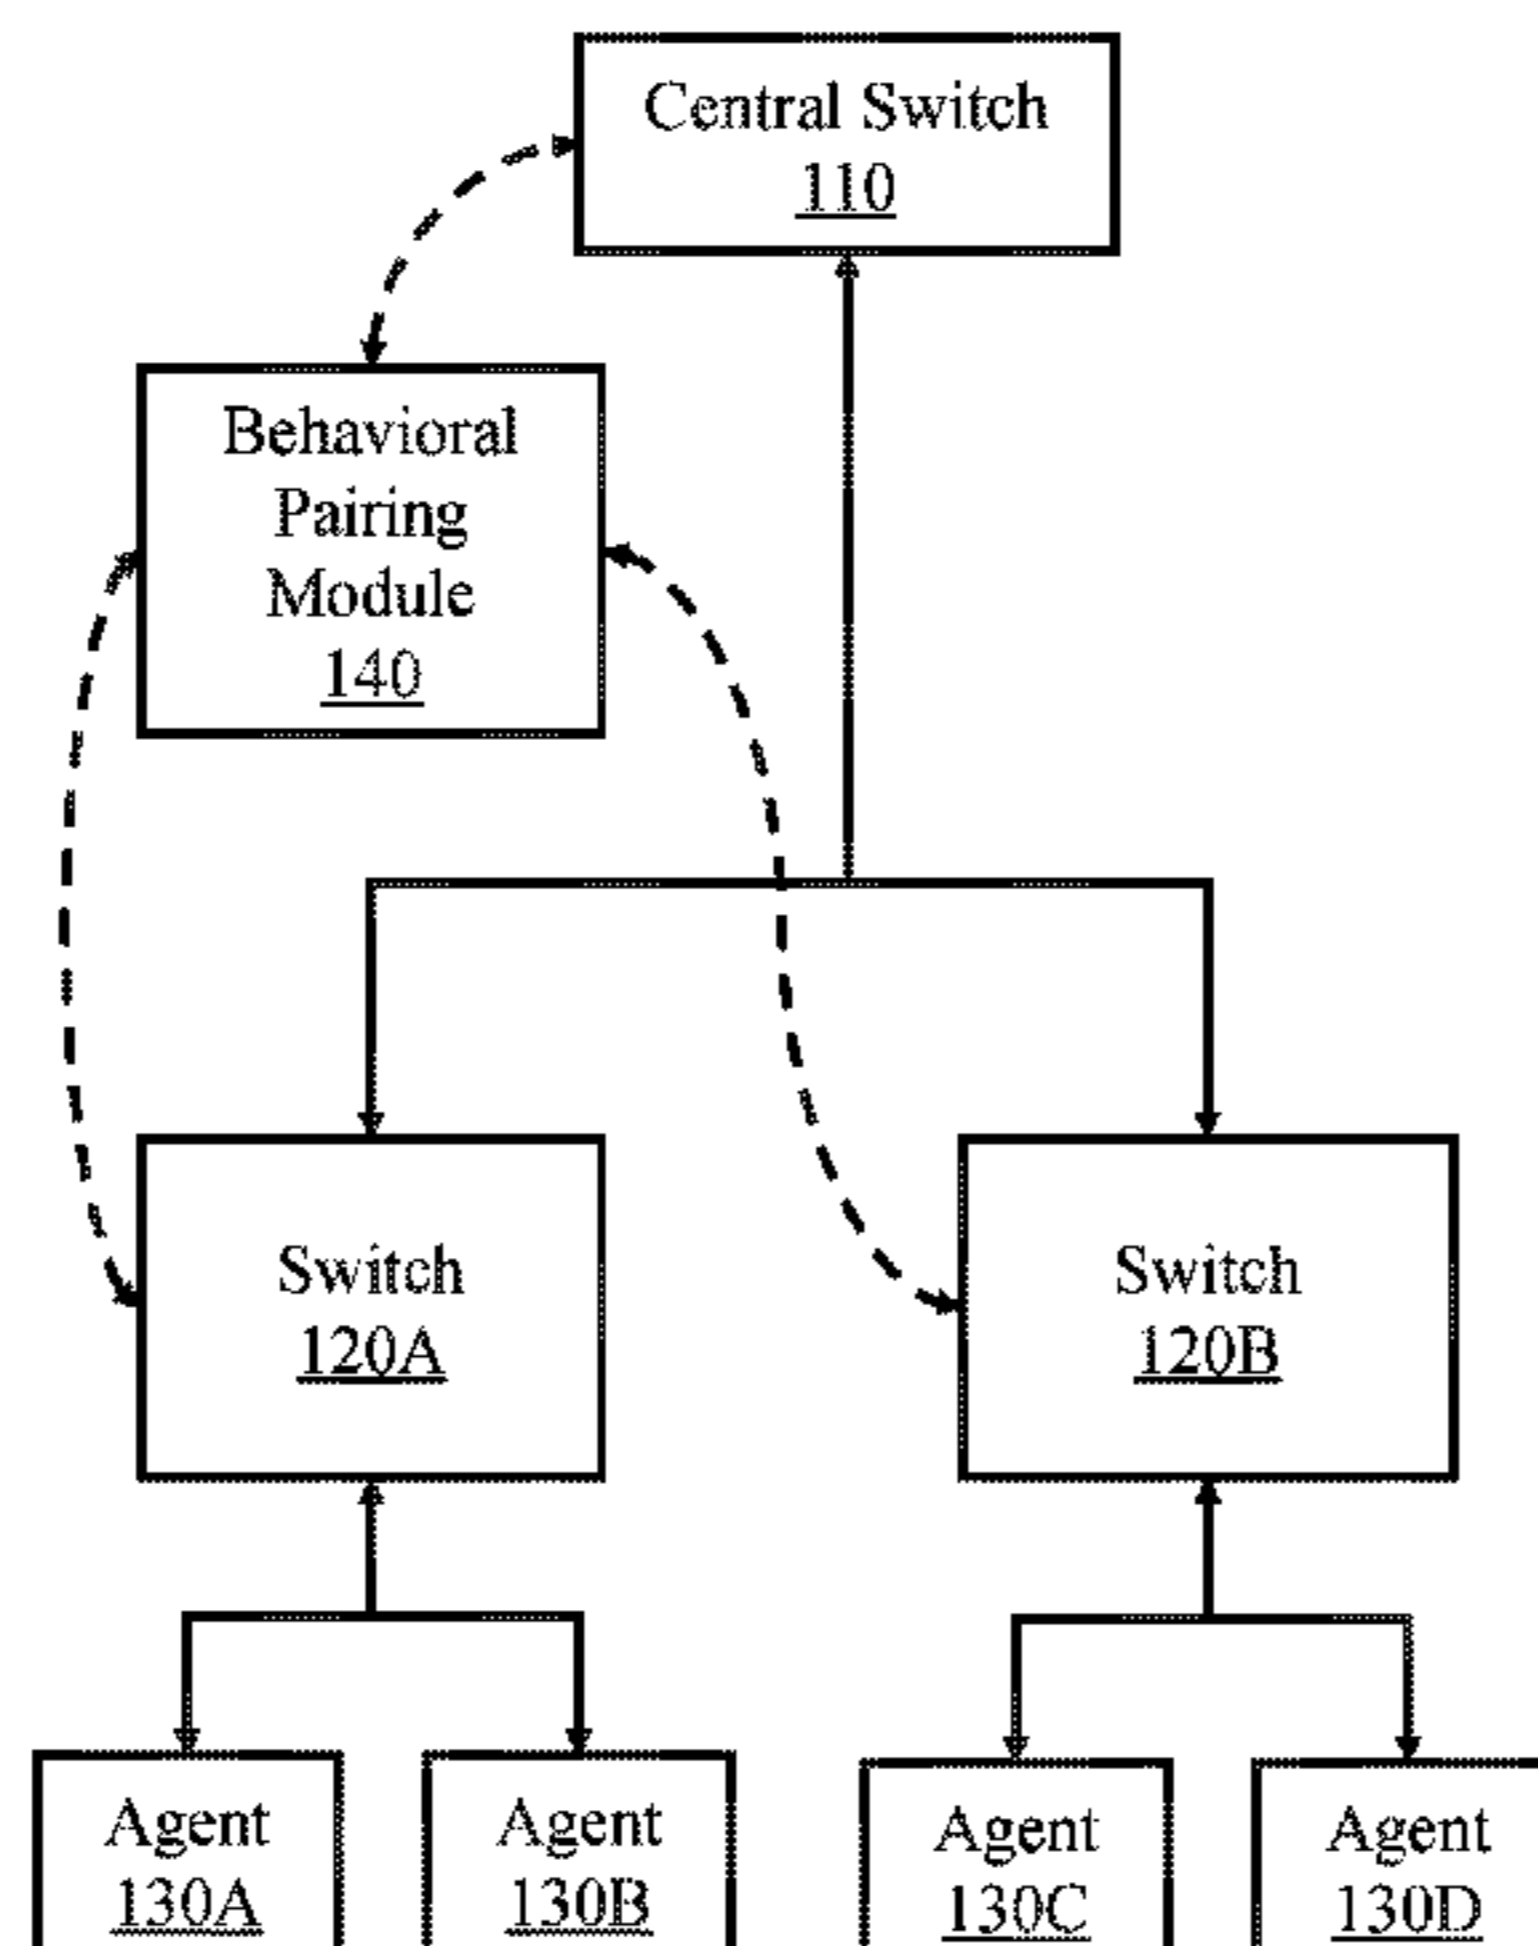 Central Switch
110
Behavioral
Pairing
Module
140
Switch
120A
Switch
120B
Agent
130A
Agent
130B
Agent
130C
Agent
130D